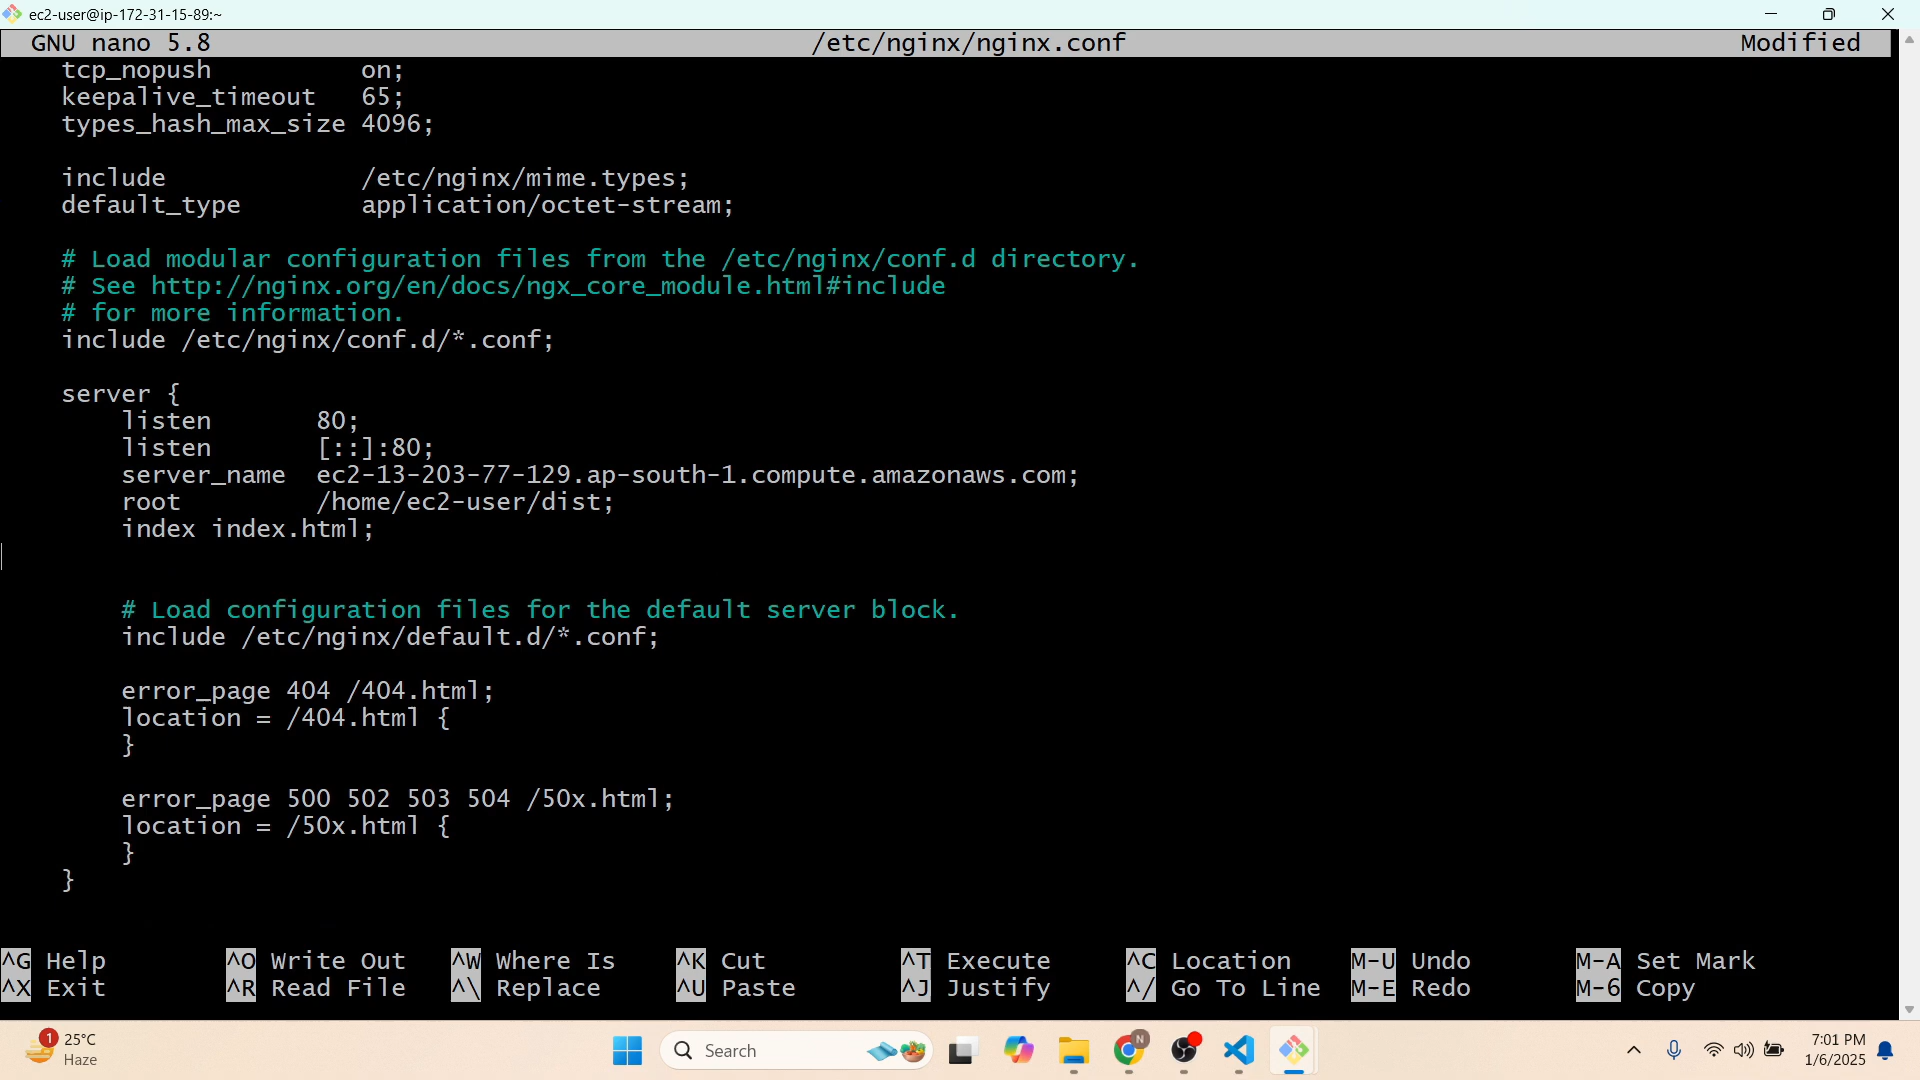 ec2-user@ip-172-31-15-89:~
GNU nano 5.8 /etc/nginx/nginx.conf Modified
tcp_nopush on;
keepalive_timeout 65;
types_hash_max_size 4096;
include /etc/nginx/mime.types;
default_type application/octet-stream;
# Load modular configuration files from the /etc/nginx/conf.d directory.
# See http://nginx.org/en/docs/ngx_core_module.html#include
# for more information.
include /etc/nginx/conf.d/*.conf;
server {
listen 80;
listen [::]:80;
server_name ec2-13-203-77-129.ap-south-1.compute.amazonaws.com;
root /home/ec2-user/dist;
index index.html;
# Load configuration files for the default server block.
include /etc/nginx/default.d/*.conf;
error_page 404 /404.html;
location = /404.html {
}
error_page 500 502 503 504 /50x.html;
location = /50x.html {
}
}
^G Help ^O Write Out ^W Where Is ^K Cut ^T Execute ^C Location M-U Undo M-A Set Mark
^X Exit ^R Read File ^\ Replace ^U Paste ^J Justify ^/ Go To Line M-E Redo M-6 Copy
1 25°C
Haze
Search
N
7:01 PM
1/6/2025